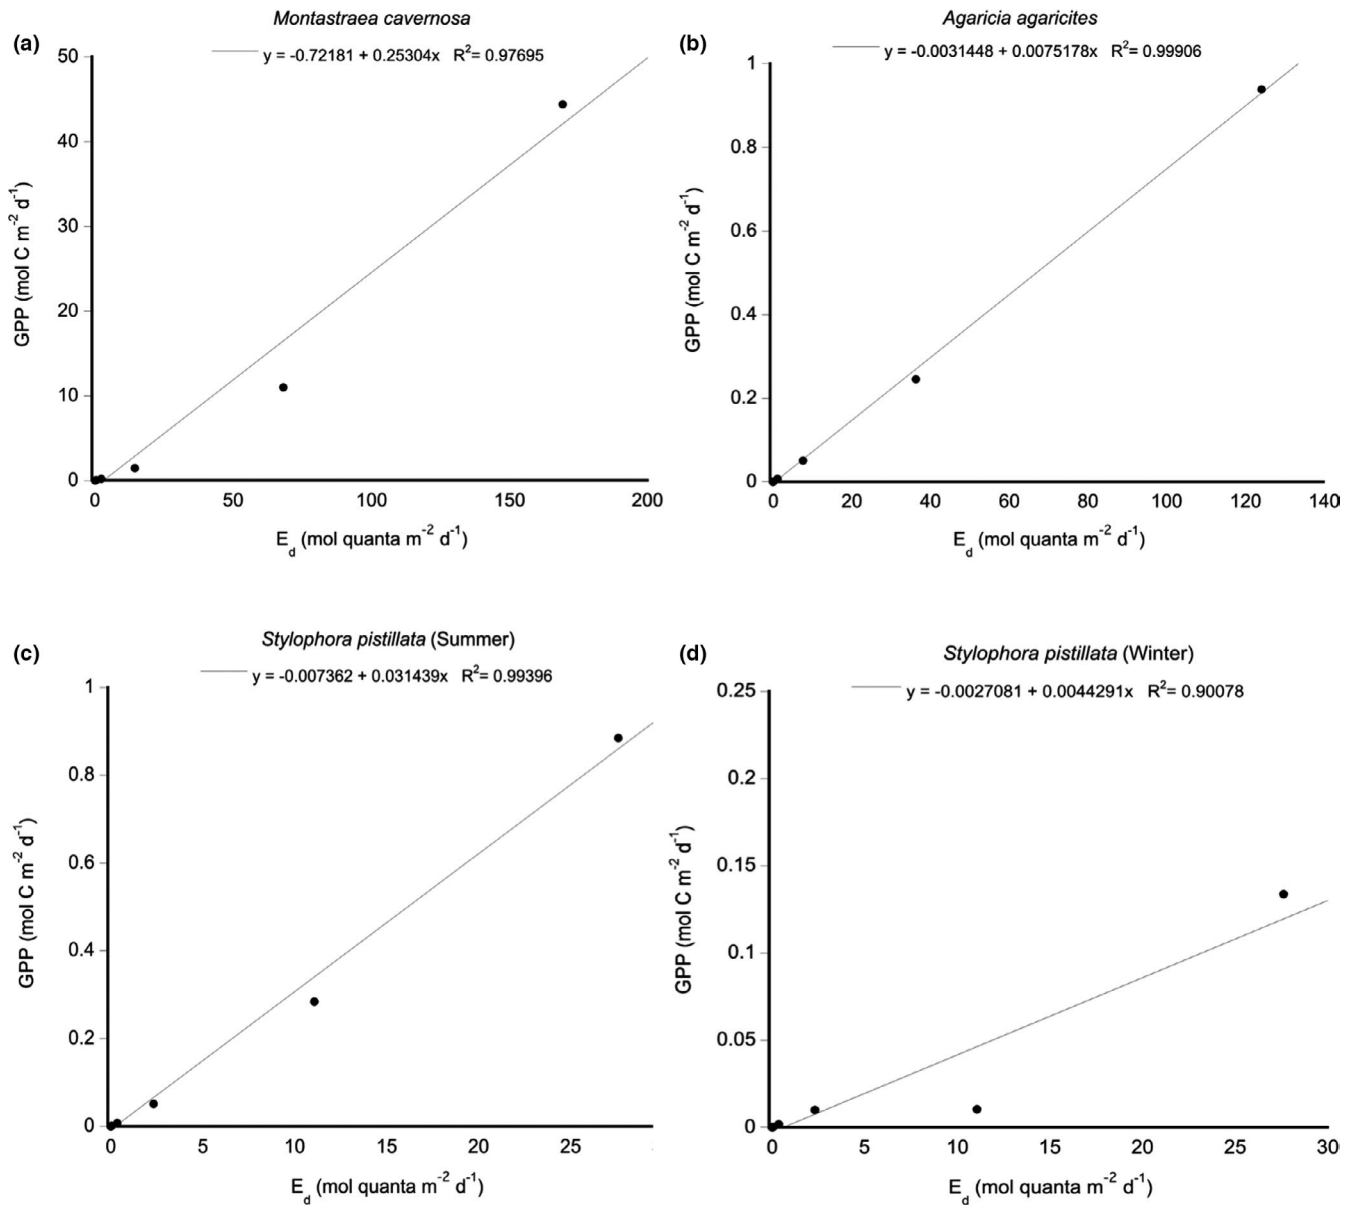 Montastraea cavernosa
(a)
y = -0.72181 + 0.25304x R²= 0.97695
50
40
30
20
10
0
GPP (mol C m⁻² d⁻¹)
0 50 100 150 200
E_d (mol quanta m⁻² d⁻¹)
Agaricia agaricites
(b)
y = -0.0031448 + 0.0075178x R²= 0.99906
1
0.8
0.6
0.4
0.2
0
GPP (mol C m⁻² d⁻¹)
0 20 40 60 80 100 120 140
E_d (mol quanta m⁻² d⁻¹)
Stylophora pistillata (Summer)
(c)
y = -0.007362 + 0.031439x R²= 0.99396
1
0.8
0.6
0.4
0.2
0
GPP (mol C m⁻² d⁻¹)
0 5 10 15 20 25
E_d (mol quanta m⁻² d⁻¹)
(d)
Stylophora pistillata (Winter)
y = -0.0027081 + 0.0044291x R²= 0.90078
0.25
0.2
0.15
0.1
0.05
0
GPP (mol C m⁻² d⁻¹)
0 5 10 15 20 25 30
E_d (mol quanta m⁻² d⁻¹)